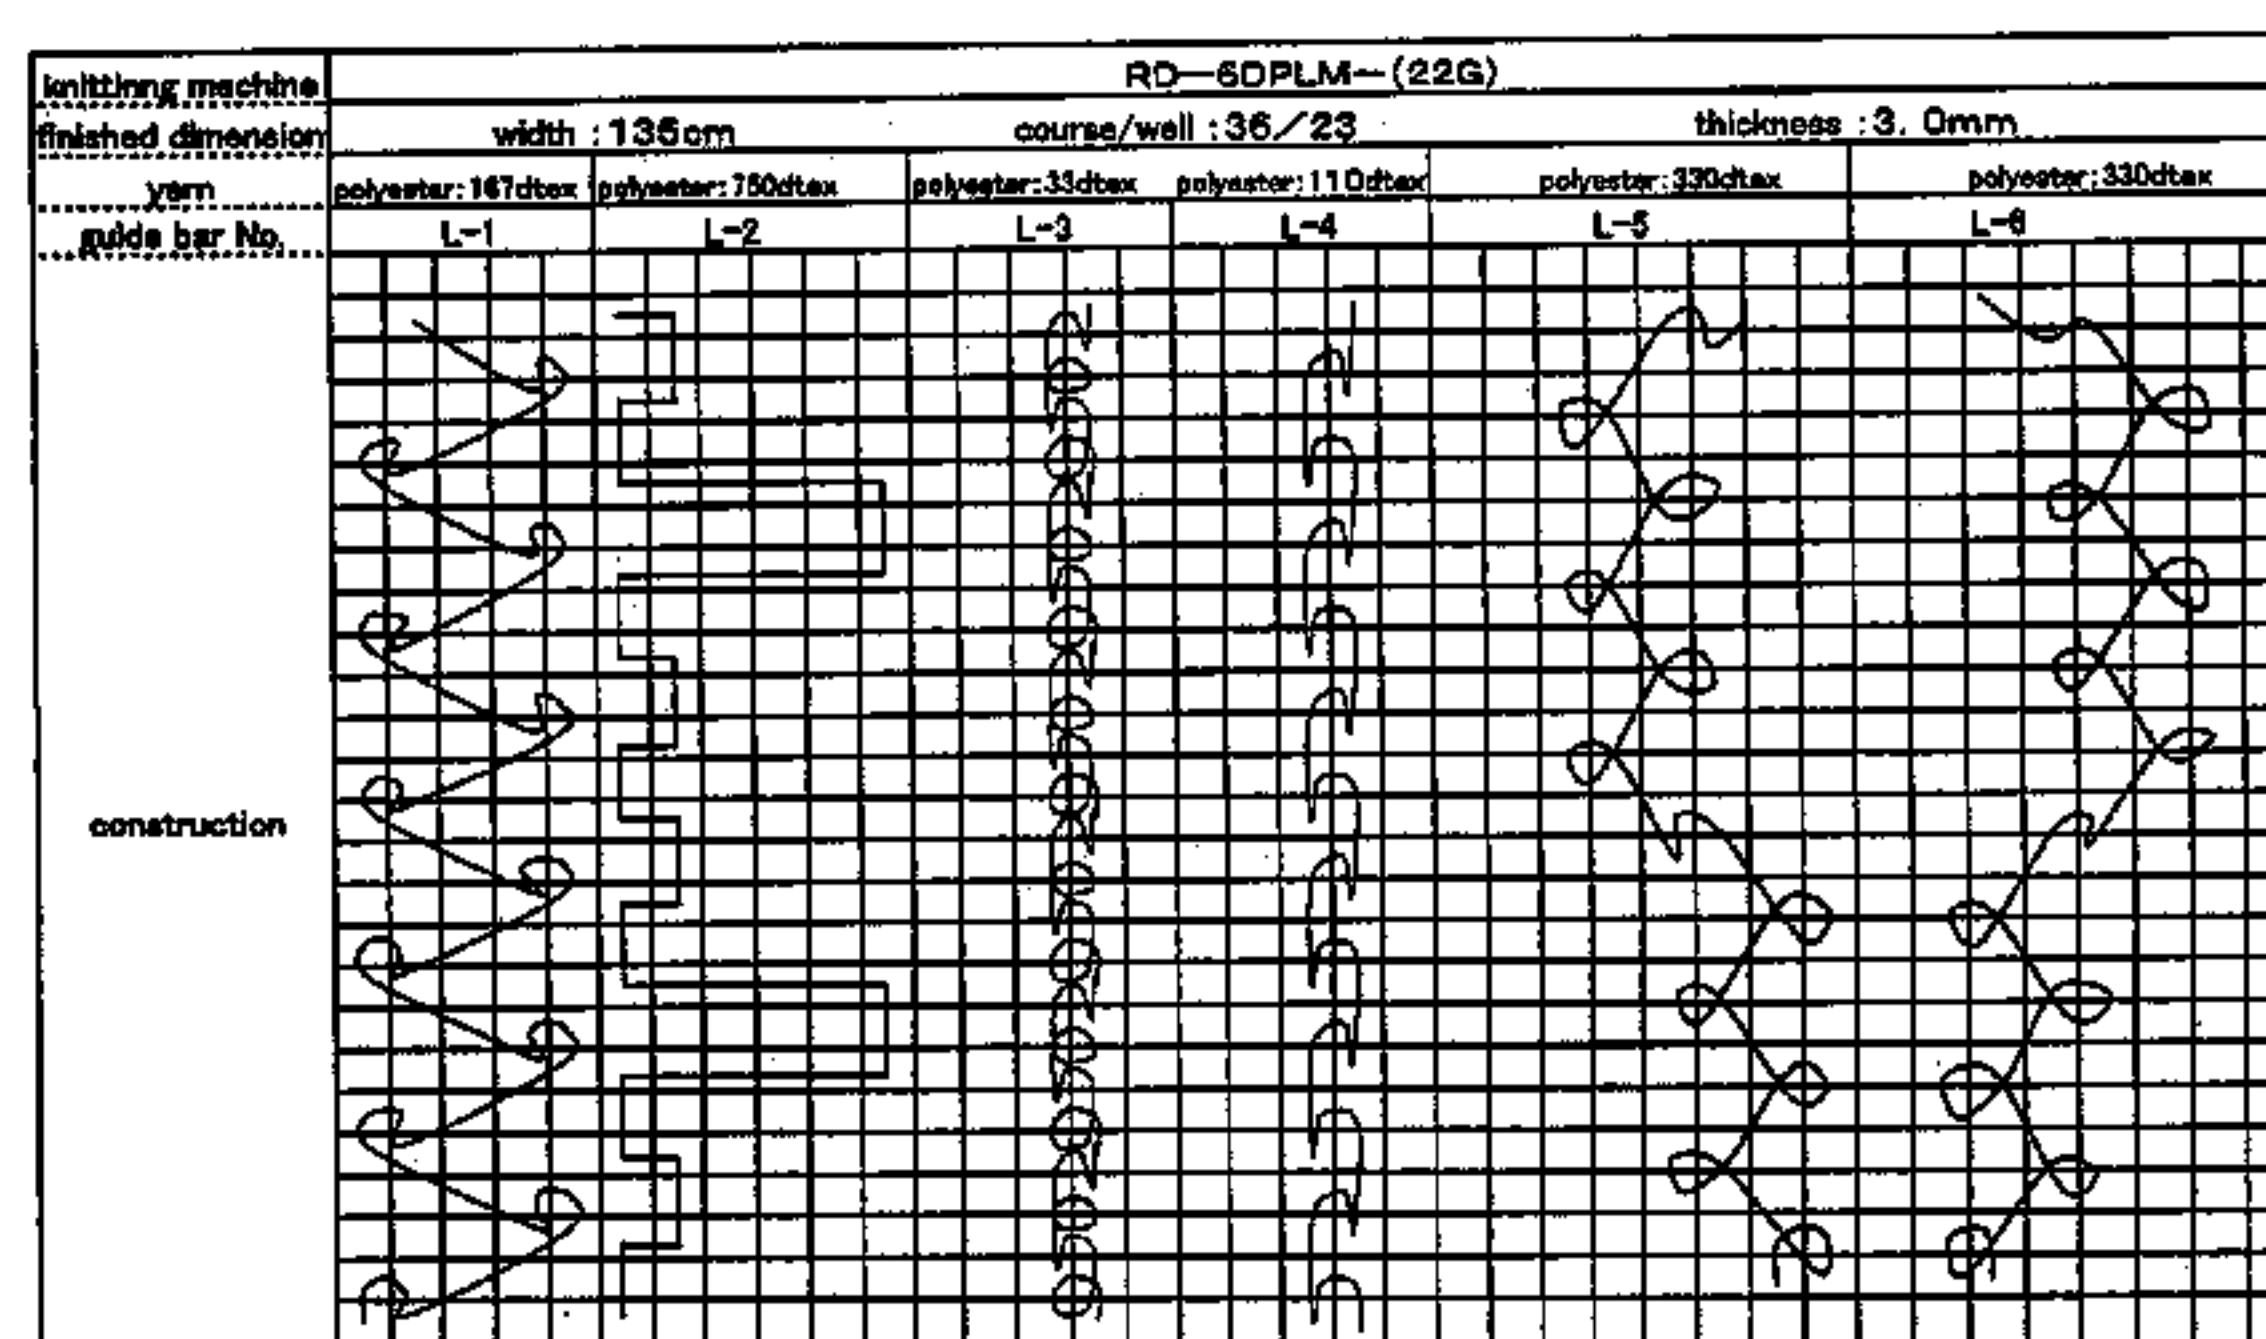 knittinng machine RD-6DPLM-(22G)
finished dimension width : 135cm course/well : 36/23 thickness : 3. 0mm
yarn polyester:167dtex polyester:750dtex polyester:33dtex polyester:110dtex polyester:330dtex polyester:330dtex
guide bar No. L-1 L-2 L-3 L-4 L-5 L-6
construction